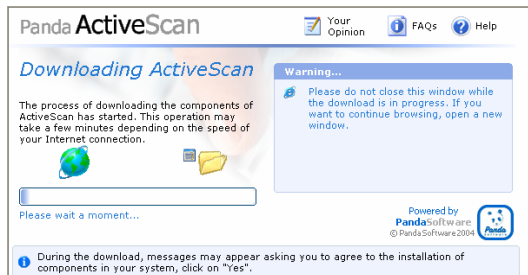 Panda ActiveScan
Your
Opinion
FAQs
Help
Downloading ActiveScan
The process of downloading the components of
ActiveScan has started. This operation may
take a few minutes depending on the speed of
your Internet connection.
Please wait a moment...
Warning...
Please do not close this window while
the download is in progress. If you
want to continue browsing, open a new
window.
Powered by
PandaSoftware
© PandaSoftware 2004
Panda
During the download, messages may appear asking you to agree to the installation of
components in your system, click on "Yes".